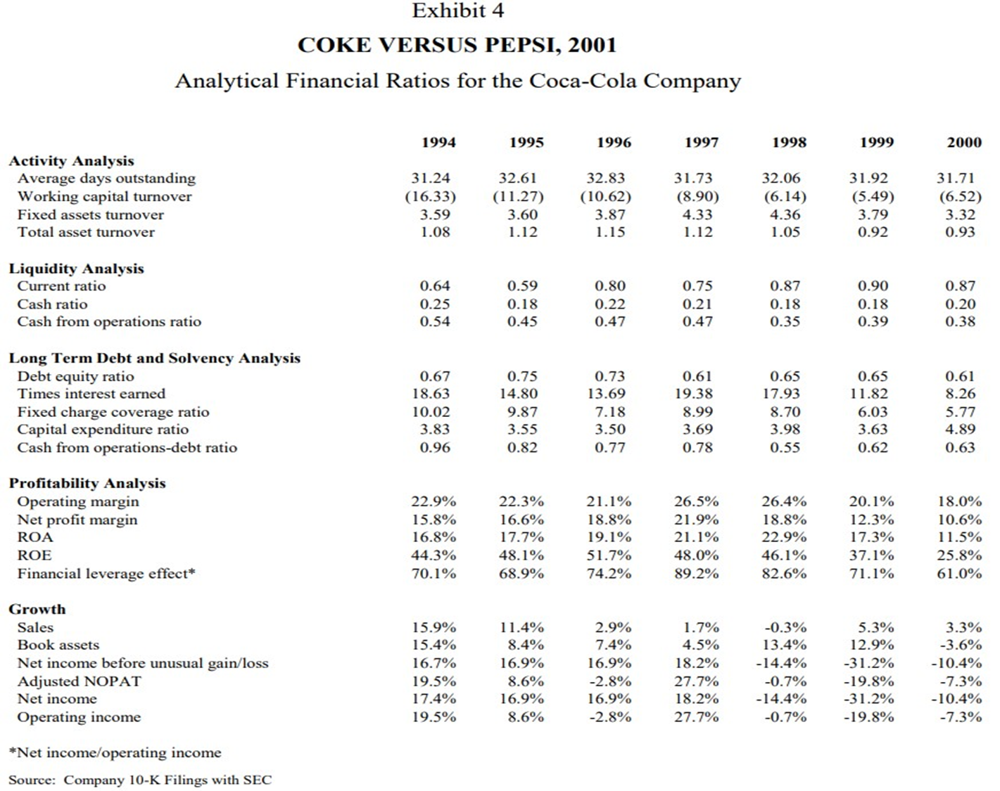 Exhibit 4
COKE VERSUS PEPSI, 2001
Analytical Financial Ratios for the Coca-Cola Company
1994 1995 1996 1997 1998 1999 2000
Activity Analysis
Average days outstanding 31.24 32.61 32.83 31.73 32.06 31.92 31.71
Working capital turnover (16.33) (11.27) (10.62) (8.90) (6.14) (5.49) (6.52)
Fixed assets turnover 3.59 3.60 3.87 4.33 4.36 3.79 3.32
Total asset turnover 1.08 1.12 1.15 1.12 1.05 0.92 0.93
Liquidity Analysis
Current ratio 0.64 0.59 0.80 0.75 0.87 0.90 0.87
Cash ratio 0.25 0.18 0.22 0.21 0.18 0.18 0.20
Cash from operations ratio 0.54 0.45 0.47 0.47 0.35 0.39 0.38
Long Term Debt and Solvency Analysis
Debt equity ratio 0.67 0.75 0.73 0.61 0.65 0.65 0.61
Times interest earned 18.63 14.80 13.69 19.38 17.93 11.82 8.26
Fixed charge coverage ratio 10.02 9.87 7.18 8.99 8.70 6.03 5.77
Capital expenditure ratio 3.83 3.55 3.50 3.69 3.98 3.63 4.89
Cash from operations-debt ratio 0.96 0.82 0.77 0.78 0.55 0.62 0.63
Profitability Analysis
Operating margin 22.9% 22.3% 21.1% 26.5% 26.4% 20.1% 18.0%
Net profit margin 15.8% 16.6% 18.8% 21.9% 18.8% 12.3% 10.6%
ROA 16.8% 17.7% 19.1% 21.1% 22.9% 17.3% 11.5%
ROE 44.3% 48.1% 51.7% 48.0% 46.1% 37.1% 25.8%
Financial leverage effect* 70.1% 68.9% 74.2% 89.2% 82.6% 71.1% 61.0%
Growth
Sales 15.9% 11.4% 2.9% 1.7% -0.3% 5.3% 3.3%
Book assets 15.4% 8.4% 7.4% 4.5% 13.4% 12.9% -3.6%
Net income before unusual gain/loss 16.7% 16.9% 16.9% 18.2% -14.4% -31.2% -10.4%
Adjusted NOPAT 19.5% 8.6% -2.8% 27.7% -0.7% -19.8% -7.3%
Net income 17.4% 16.9% 16.9% 18.2% -14.4% -31.2% -10.4%
Operating income 19.5% 8.6% -2.8% 27.7% -0.7% -19.8% -7.3%
*Net income/operating income
Source: Company 10-K Filings with SEC